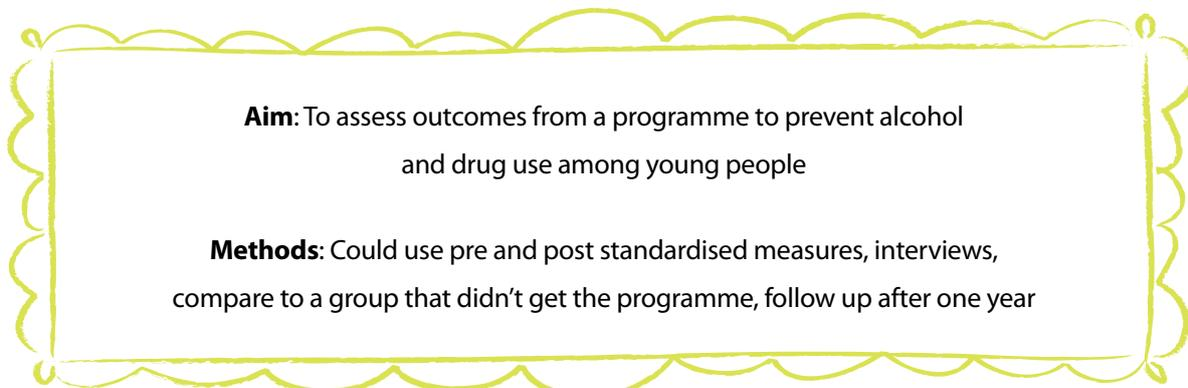 Aim: To assess outcomes from a programme to prevent alcohol
and drug use among young people
Methods: Could use pre and post standardised measures, interviews,
compare to a group that didn’t get the programme, follow up after one year